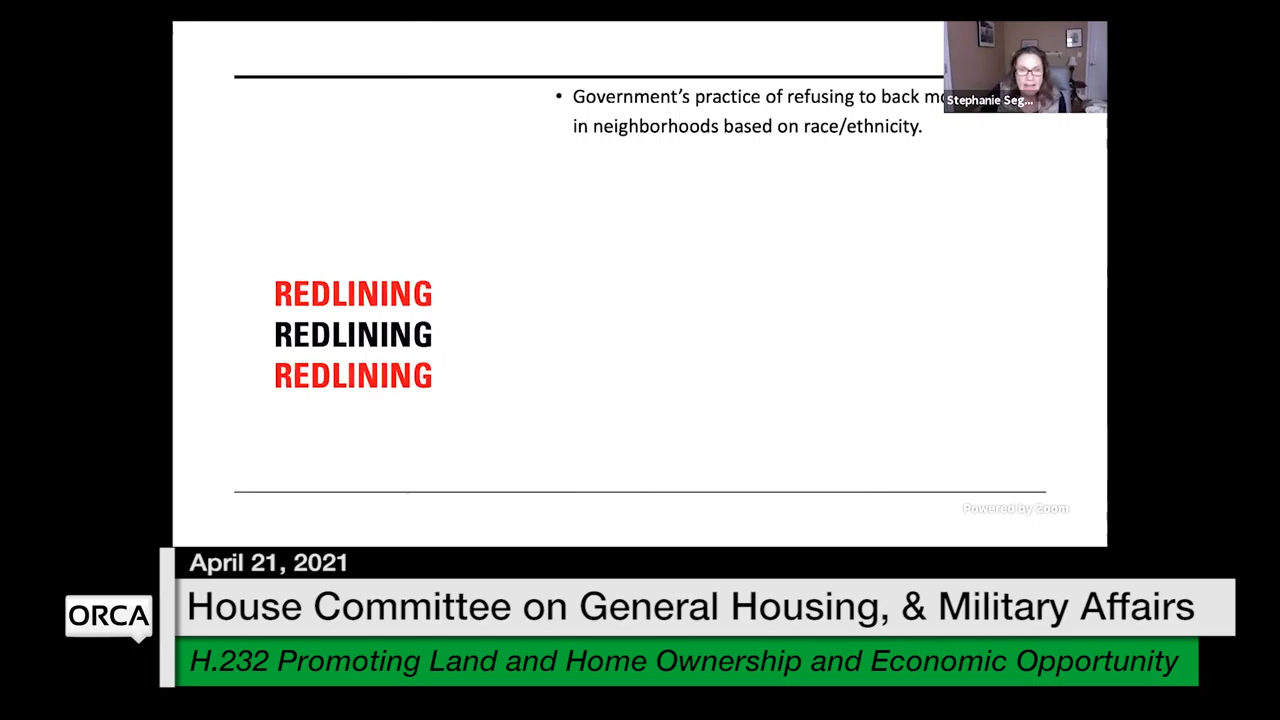 • Government's practice of refusing to back
in neighborhoods based on race/ethnicity.
Stephanie Seg...
REDLINING
REDLINING
REDLINING
Powered by Zoom
April 21, 2021
ORCA
House Committee on General Housing, & Military Affairs
H.232 Promoting Land and Home Ownership and Economic Opportunity